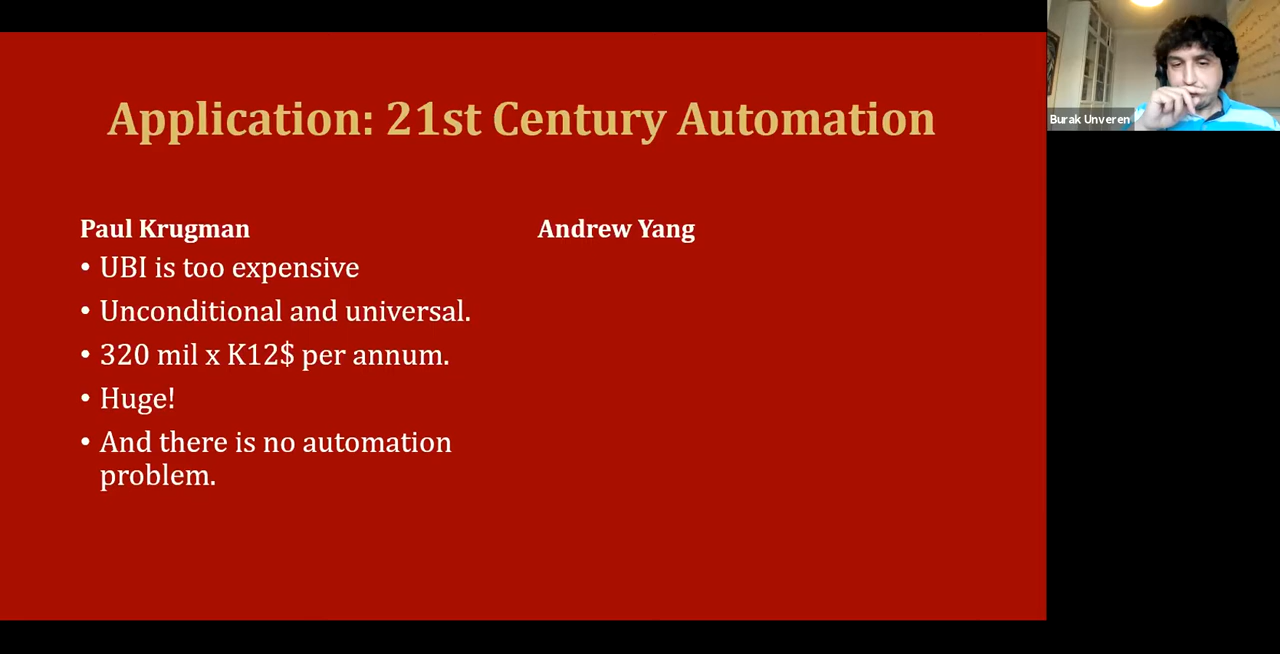 Application: 21st Century Automation
Paul Krugman
• UBI is too expensive
• Unconditional and universal.
• 320 mil x K12$ per annum.
• Huge!
• And there is no automation
problem.
Andrew Yang
Burak Unveren